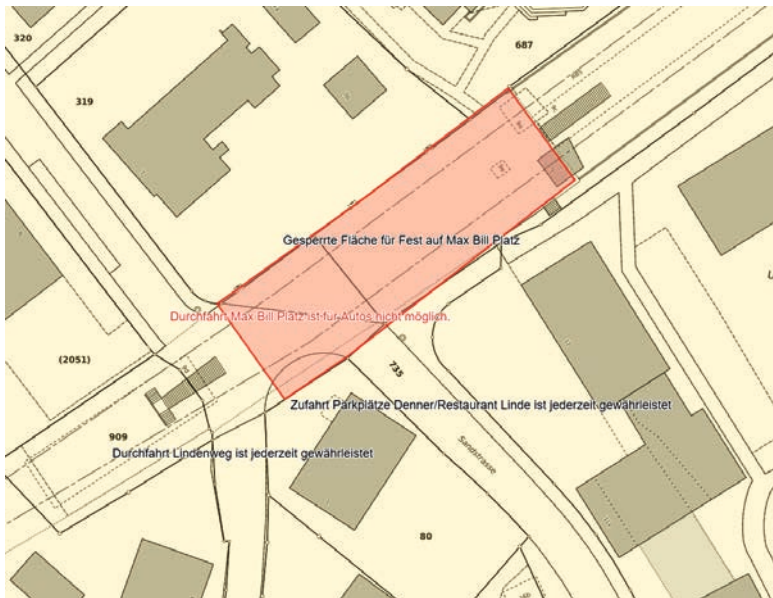 320
687
319
Gesperrte Fläche für Fest auf Max Bill Platz
Durchfahrt Max Bill Platz ist für Autos nicht möglich.
(2051)
735
Zufahrt Parkplätze Denner/Restaurant Linde ist jederzeit gewährleistet
909
Durchfahrt Lindenweg ist jederzeit gewährleistet
Sandstrasse
80